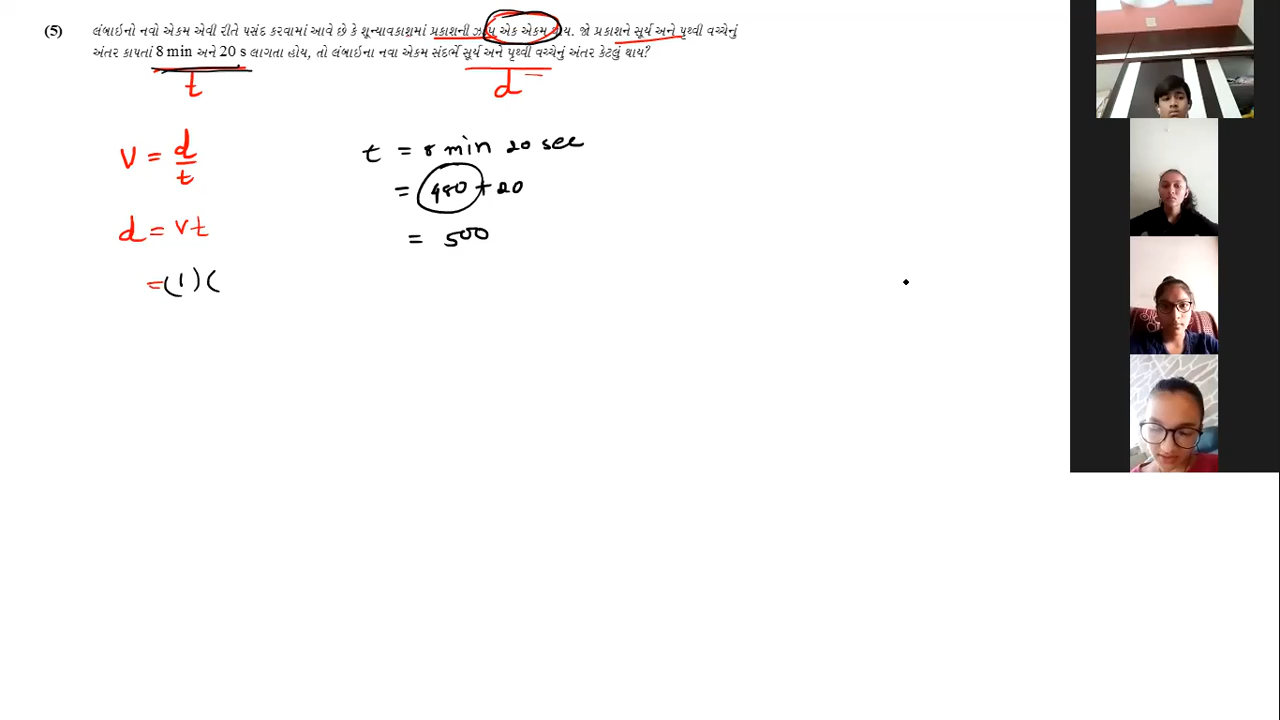 (5) લંબાઇનો નવો એકમ એવી રીતે પસંદ કરવામાં આવે છે કે શૂન્યાવકાશમાં પ્રકાશની ઝડપ એક એકમ થાય. જો પ્રકાશને સૂર્ય અને પૃથ્વી વચ્ચેનું
અંતર કાપતાં 8 min અને 20 s લાગતા હોય, તો લંબાઇના નવા એકમ સંદર્ભે સૂર્ય અને પૃથ્વી વચ્ચેનું અંતર કેટલું થાય?
t d
v = d/t
d = vt
= (1) (
t = 8 min 20 sec
= 480 + 20
= 500